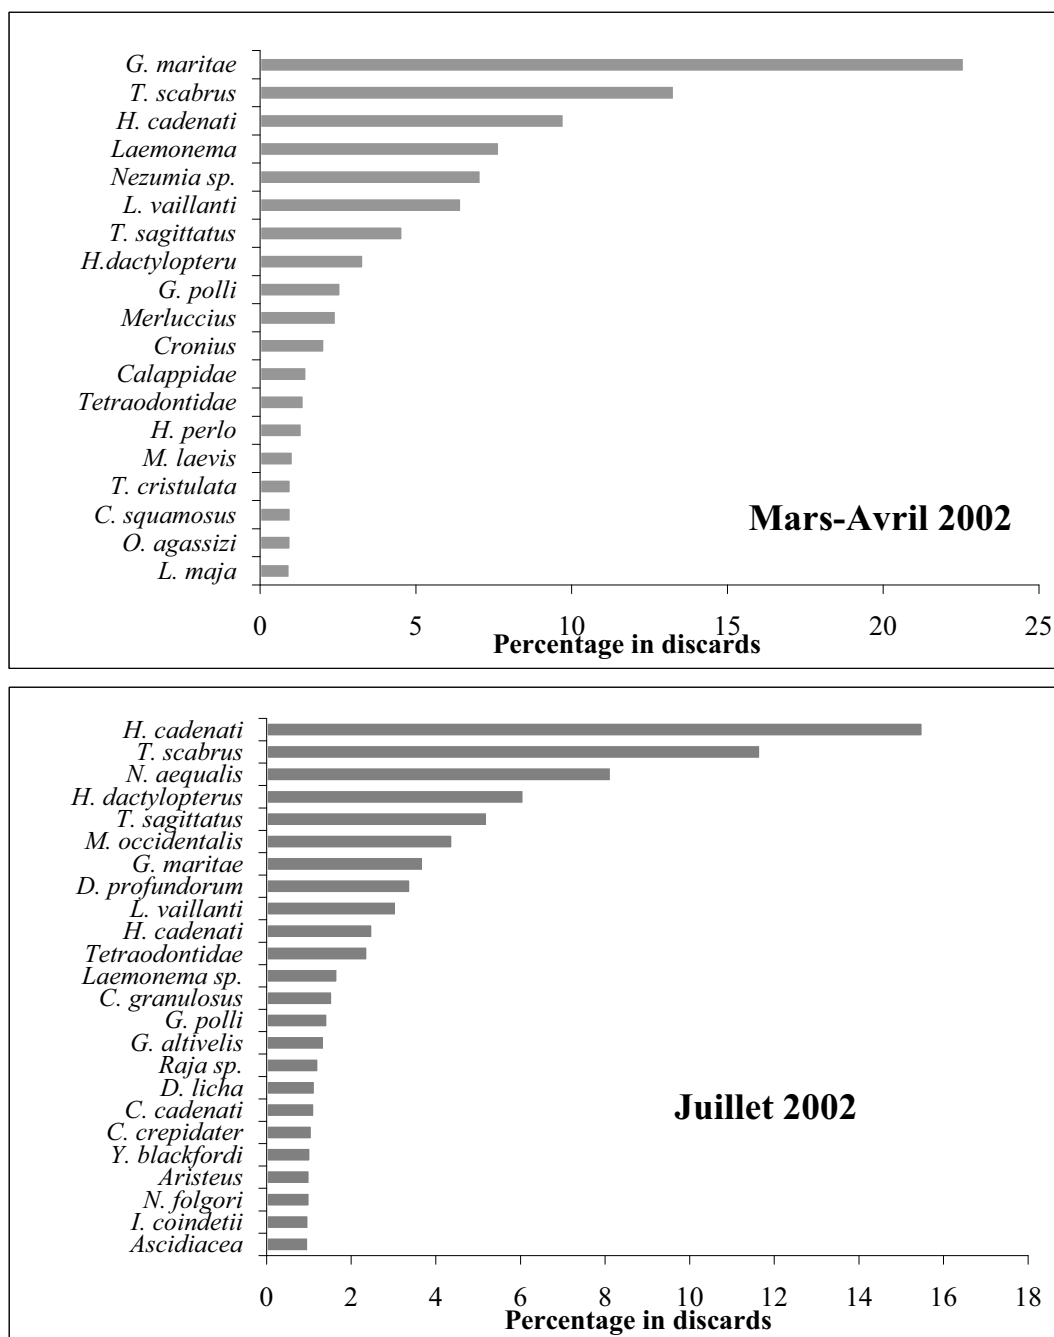 G. maritae
T. scabrus
H. cadenati
Laemonema
Nezumia sp.
L. vaillanti
T. sagittatus
H.dactylopteru
G. polli
Merluccius
Cronius
Calappidae
Tetraodontidae
H. perlo
M. laevis
T. cristulata
C. squamosus
O. agassizi
L. maja
Mars-Avril 2002
0 5 10 15 20 25
Percentage in discards
H. cadenati
T. scabrus
N. aequalis
H. dactylopterus
T. sagittatus
M. occidentalis
G. maritae
D. profundorum
L. vaillanti
H. cadenati
Tetraodontidae
Laemonema sp.
C. granulosus
G. polli
G. altivelis
Raja sp.
D. licha
C. cadenati
C. crepidater
Y. blackfordi
Aristeus
N. folgori
I. coindetii
Ascidiacea
Juillet 2002
0 2 4 6 8 10 12 14 16 18
Percentage in discards